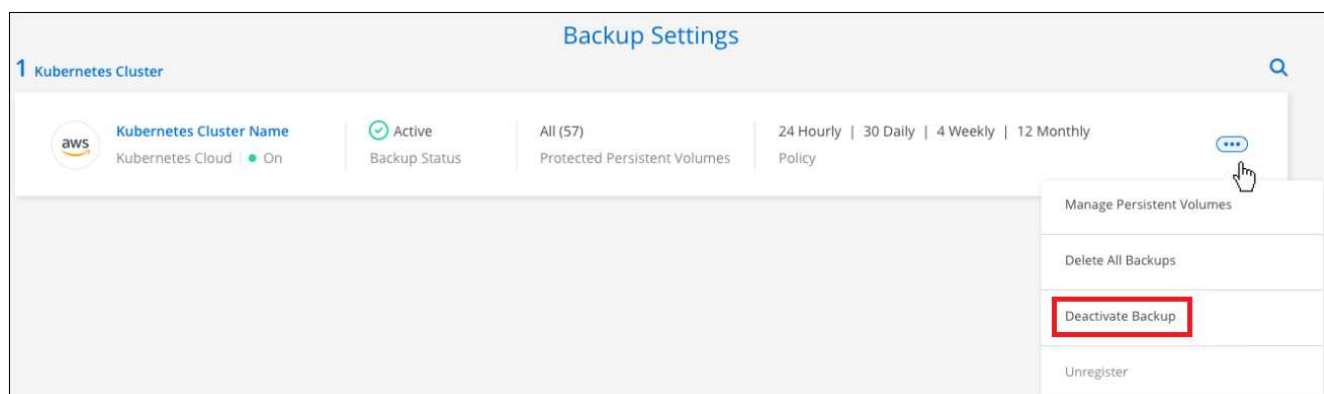 Backup Settings
1 Kubernetes Cluster
aws
Kubernetes Cluster Name
Active
All (57)
24 Hourly | 30 Daily | 4 Weekly | 12 Monthly
Kubernetes Cloud | On
Backup Status
Protected Persistent Volumes
Policy
Manage Persistent Volumes
Delete All Backups
Deactivate Backup
Unregister